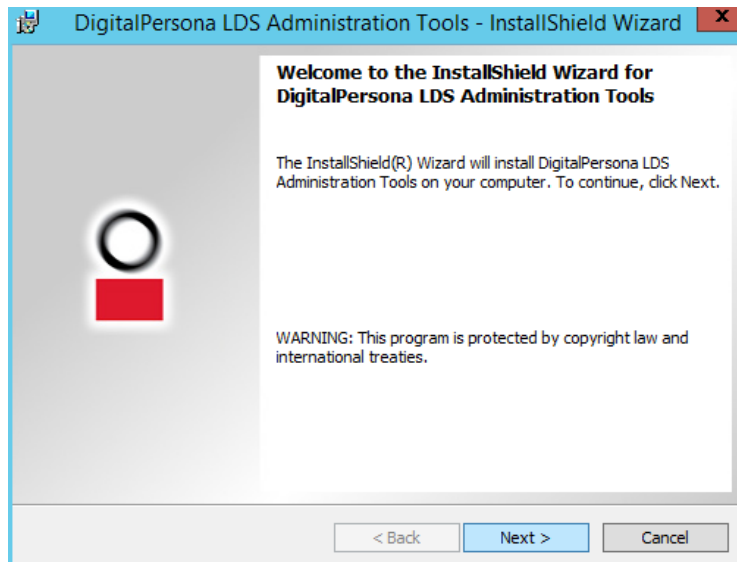 DigitalPersona LDS Administration Tools - InstallShield Wizard
x
Welcome to the InstallShield Wizard for
DigitalPersona LDS Administration Tools
The InstallShield(R) Wizard will install DigitalPersona LDS
Administration Tools on your computer. To continue, click Next.
WARNING: This program is protected by copyright law and
international treaties.
< Back
Next >
Cancel